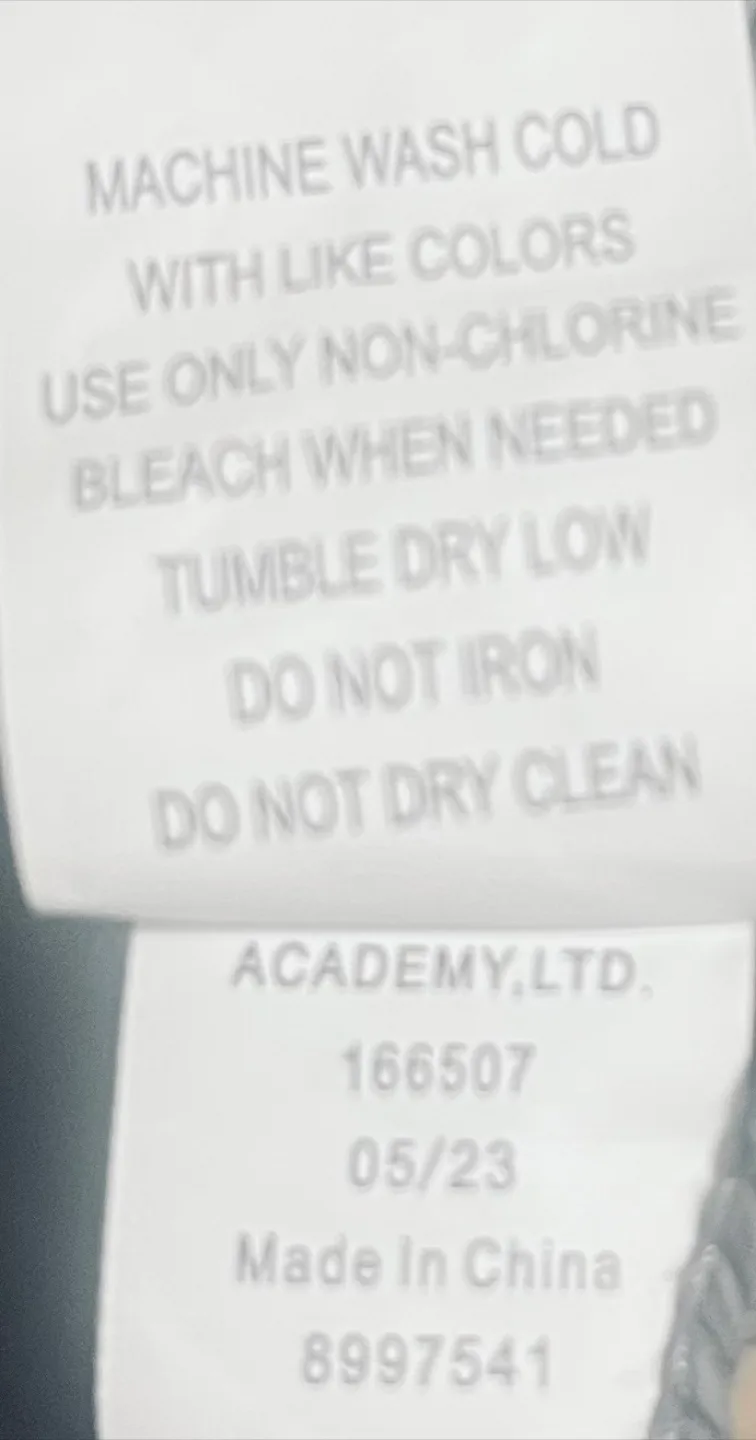 MACHINE WASH COLD
WITH LIKE COLORS
USE ONLY NON-CHLORINE
BLEACH WHEN NEEDED
TUMBLE DRY LOW
DO NOT IRON
DO NOT DRY CLEAN
ACADEMY,LTD.
166507
05/23
Made In China
8997541